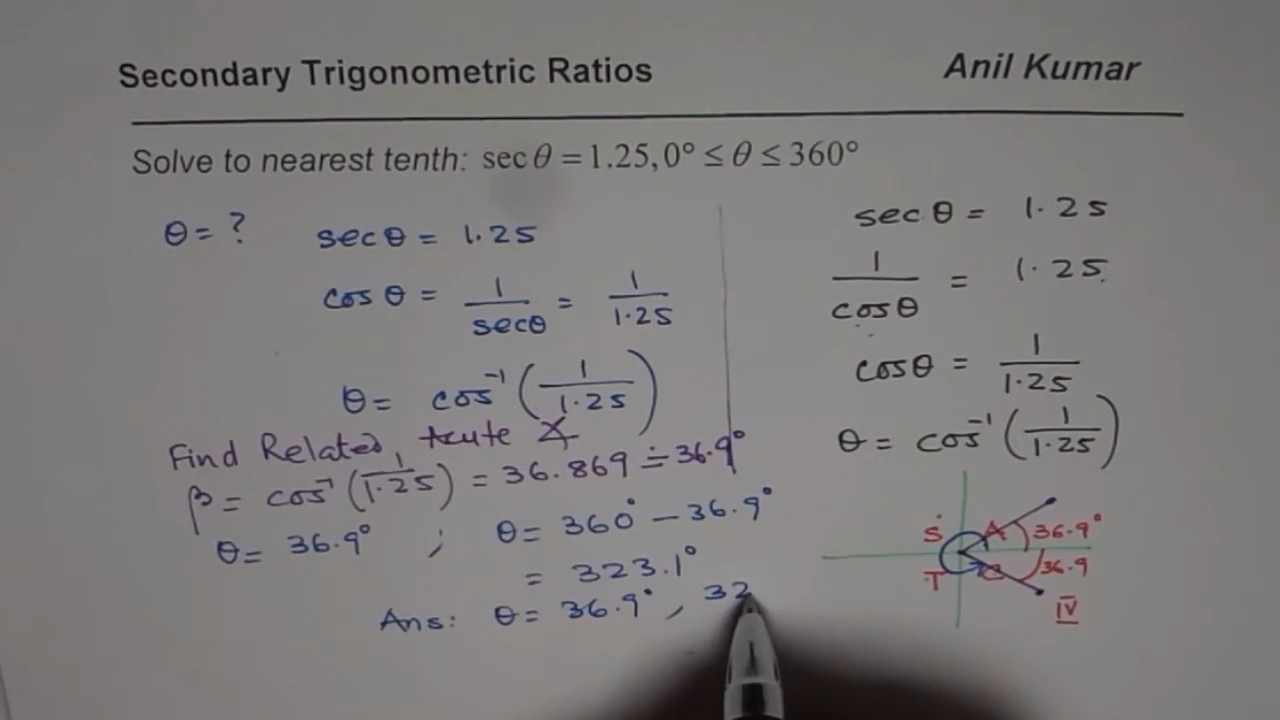 Secondary Trigonometric Ratios Anil Kumar
Solve to nearest tenth: sec θ = 1.25, 0° ≤ θ ≤ 360°
θ = ? sec θ = 1.25
cos θ = 1/secθ = 1/1.25
θ = cos⁻¹(1/1.25)
Find Related Acute ∡
β = cos⁻¹(1/1.25) = 36.869 ≐ 36.9°
θ = 36.9° ; θ = 360° − 36.9°
= 323.1°
Ans: θ = 36.9°, 32
sec θ = 1.25
1/cosθ = 1.25
cosθ = 1/1.25
θ = cos⁻¹(1/1.25)
S A 36.9°
T C 36.9
IV